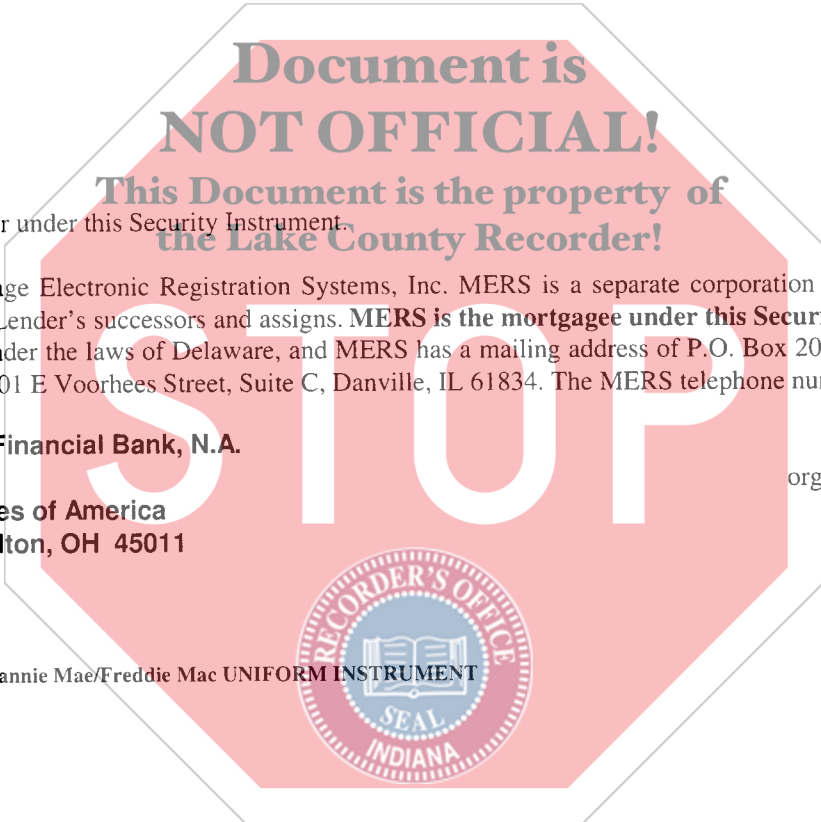 Document is
NOT OFFICIAL!
This Document is the property of
the Lake County Recorder!
r under this Security Instrument.
ge Electronic Registration Systems, Inc. MERS is a separate corporation
Lender's successors and assigns. MERS is the mortgagee under this Secur
der the laws of Delaware, and MERS has a mailing address of P.O. Box 20
01 E Voorhees Street, Suite C, Danville, IL 61834. The MERS telephone nu
STOP
Financial Bank, N.A.
org
es of America
lton, OH 45011
RECORDER'S OFFICE
SEAL
INDIANA
annie Mae/Freddie Mac UNIFORM INSTRUMENT